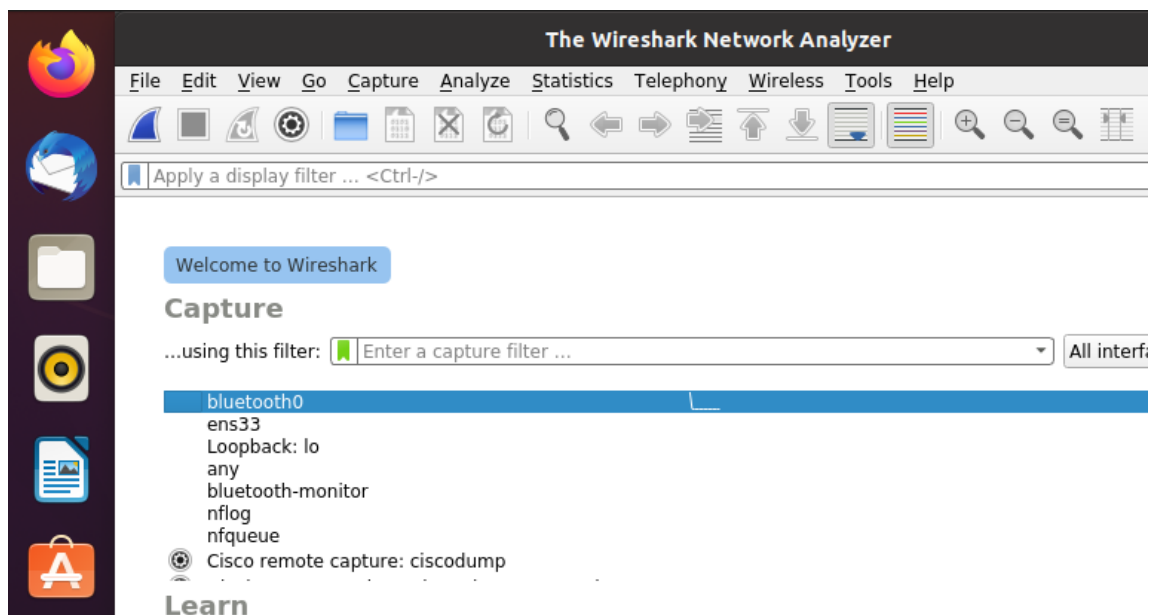 The Wireshark Network Analyzer
File Edit View Go Capture Analyze Statistics Telephony Wireless Tools Help
Apply a display filter ... <Ctrl-/>
Welcome to Wireshark
Capture
...using this filter: Enter a capture filter ... All interfa
bluetooth0
ens33
Loopback: lo
any
bluetooth-monitor
nflog
nfqueue
Cisco remote capture: ciscodump
Learn